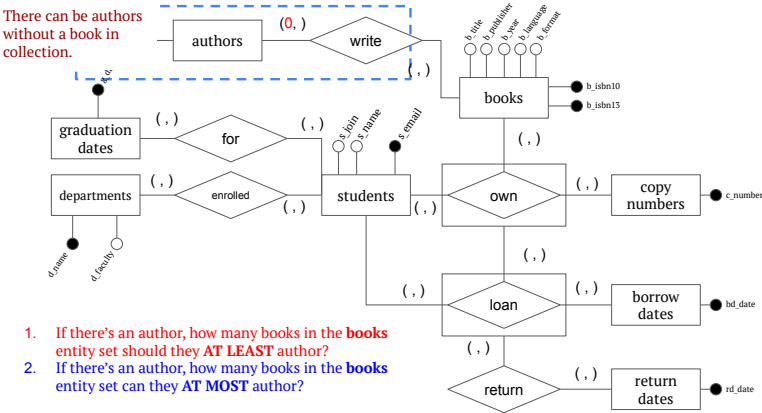 There can be authors
without a book in
collection.
authors
(0, )
write
( , )
b_title
b_publisher
b_year
b_language
b_format
books
b_isbn10
b_isbn13
( , )
graduation
dates
( , )
for
( , )
s_join
s_name
s_email
departments
( , )
enrolled
( , )
students
( , )
own
( , )
copy
numbers
c_number
d_name
d_faculty
( , )
( , )
loan
( , )
borrow
dates
bd_date
( , )
return
( , )
return
dates
rd_date
1. If there's an author, how many books in the books
entity set should they AT LEAST author?
2. If there's an author, how many books in the books
entity set can they AT MOST author?